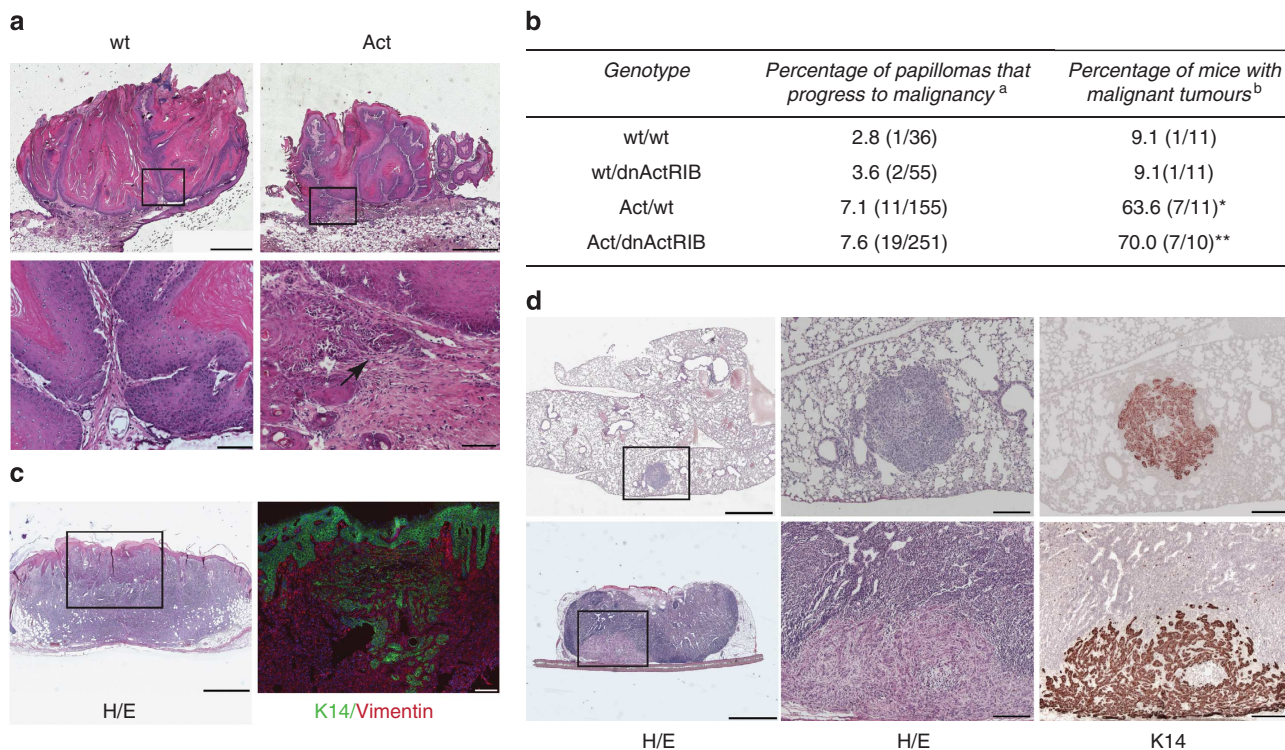 a
wt Act
b
Genotype Percentage of papillomas that progress to malignancy a Percentage of mice with malignant tumours b
wt/wt 2.8 (1/36) 9.1 (1/11)
wt/dnActRIB 3.6 (2/55) 9.1(1/11)
Act/wt 7.1 (11/155) 63.6 (7/11)*
Act/dnActRIB 7.6 (19/251) 70.0 (7/10)**
c
H/E K14/Vimentin
d
H/E H/E K14